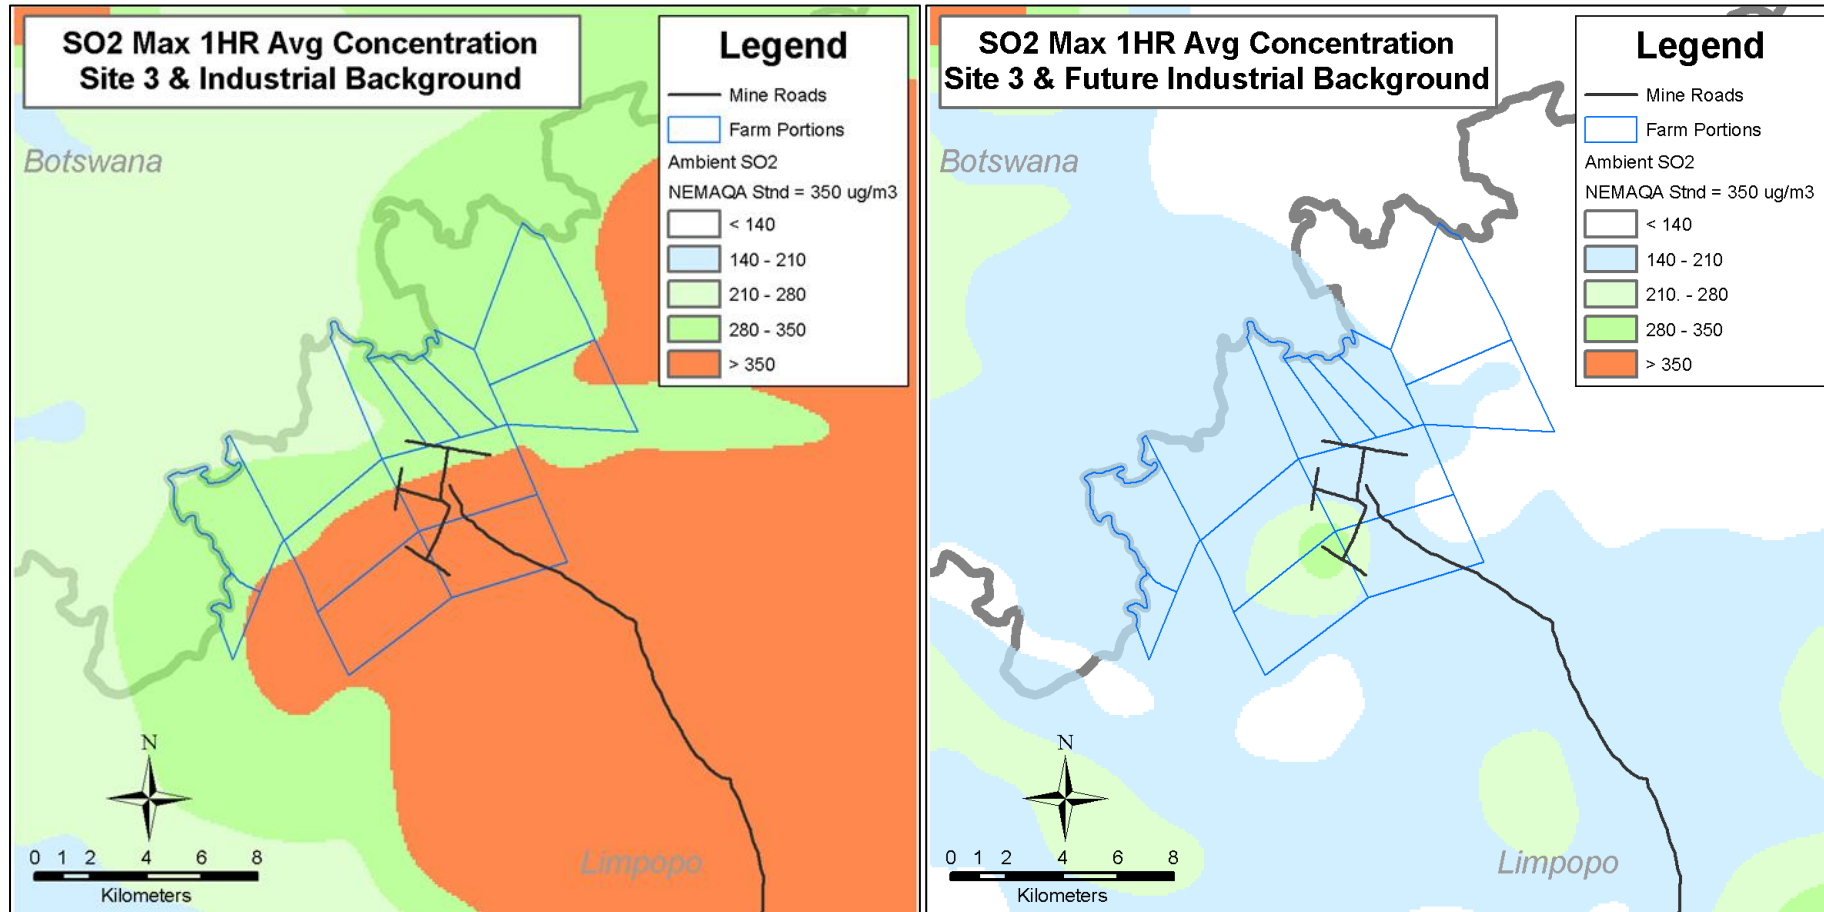 SO2 Max 1HR Avg Concentration
Site 3 & Industrial Background
Legend
Mine Roads
Farm Portions
Ambient SO2
NEMAQA Stnd = 350 ug/m3
< 140
140 - 210
210 - 280
280 - 350
> 350
Botswana
Limpopo
N
0 1 2 4 6 8
Kilometers
SO2 Max 1HR Avg Concentration
Site 3 & Future Industrial Background
Legend
Mine Roads
Farm Portions
Ambient SO2
NEMAQA Stnd = 350 ug/m3
< 140
140 - 210
210. - 280
280 - 350
> 350
Botswana
Limpopo
N
0 1 2 4 6 8
Kilometers